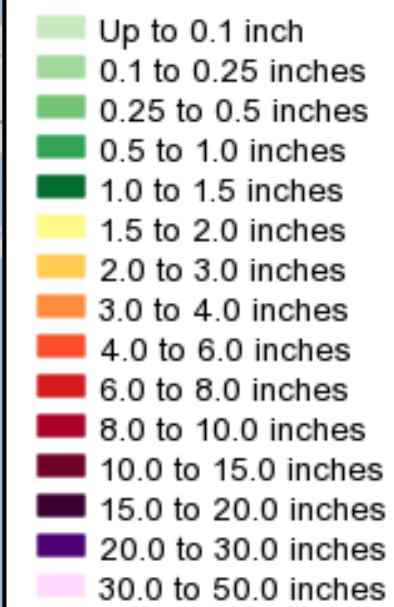 Up to 0.1 inch
0.1 to 0.25 inches
0.25 to 0.5 inches
0.5 to 1.0 inches
1.0 to 1.5 inches
1.5 to 2.0 inches
2.0 to 3.0 inches
3.0 to 4.0 inches
4.0 to 6.0 inches
6.0 to 8.0 inches
8.0 to 10.0 inches
10.0 to 15.0 inches
15.0 to 20.0 inches
20.0 to 30.0 inches
30.0 to 50.0 inches